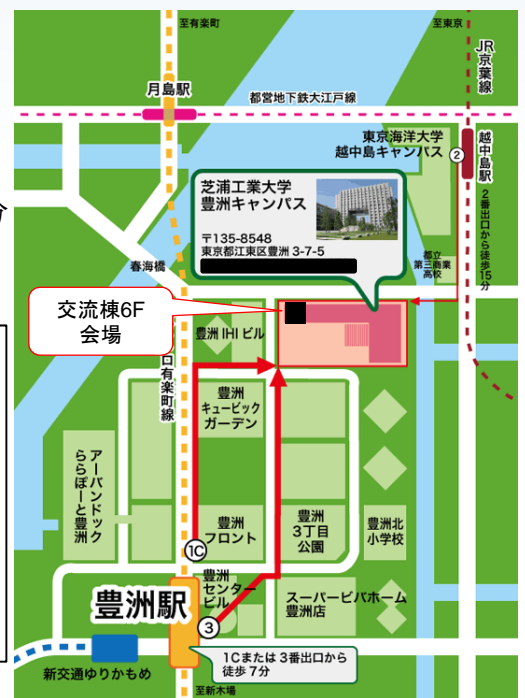 至有楽町
至東京
JR京葉線
月島駅
都営地下鉄大江戸線
東京海洋大学
越中島キャンパス
2
越中島駅
2番出口から徒歩15分
芝浦工業大学
豊洲キャンパス
〒135-8548
東京都江東区豊洲 3-7-5
都立
第三商業
高校
春海橋
交流棟6F
会場
豊洲 IHI ビル
ロ有楽町線
豊洲
キュービック
ガーデン
アーバンドック
ららぽーと豊洲
豊洲
フロント
豊洲
3丁目
公園
豊洲北
小学校
1C
豊洲
センター
ビル
豊洲駅
3
スーパービバホーム
豊洲店
1Cまたは 3番出口から
徒歩 7分
新交通ゆりかもめ
至新木場